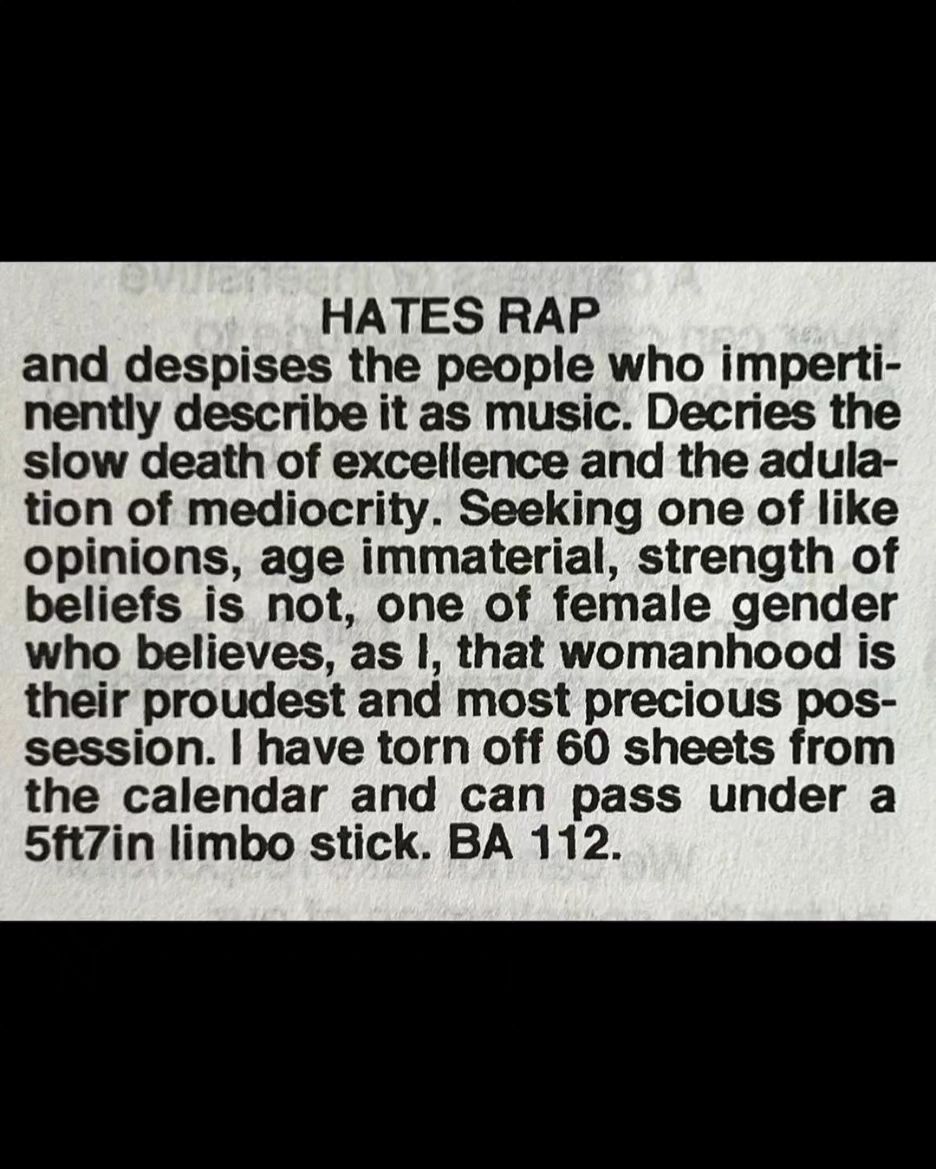 HATES RAP
and despises the people who imperti-
nently describe it as music. Decries the
slow death of excellence and the adula-
tion of mediocrity. Seeking one of like
opinions, age immaterial, strength of
beliefs is not, one of female gender
who believes, as I, that womanhood is
their proudest and most precious pos-
session. I have torn off 60 sheets from
the calendar and can pass under a
5ft7in limbo stick. BA 112.